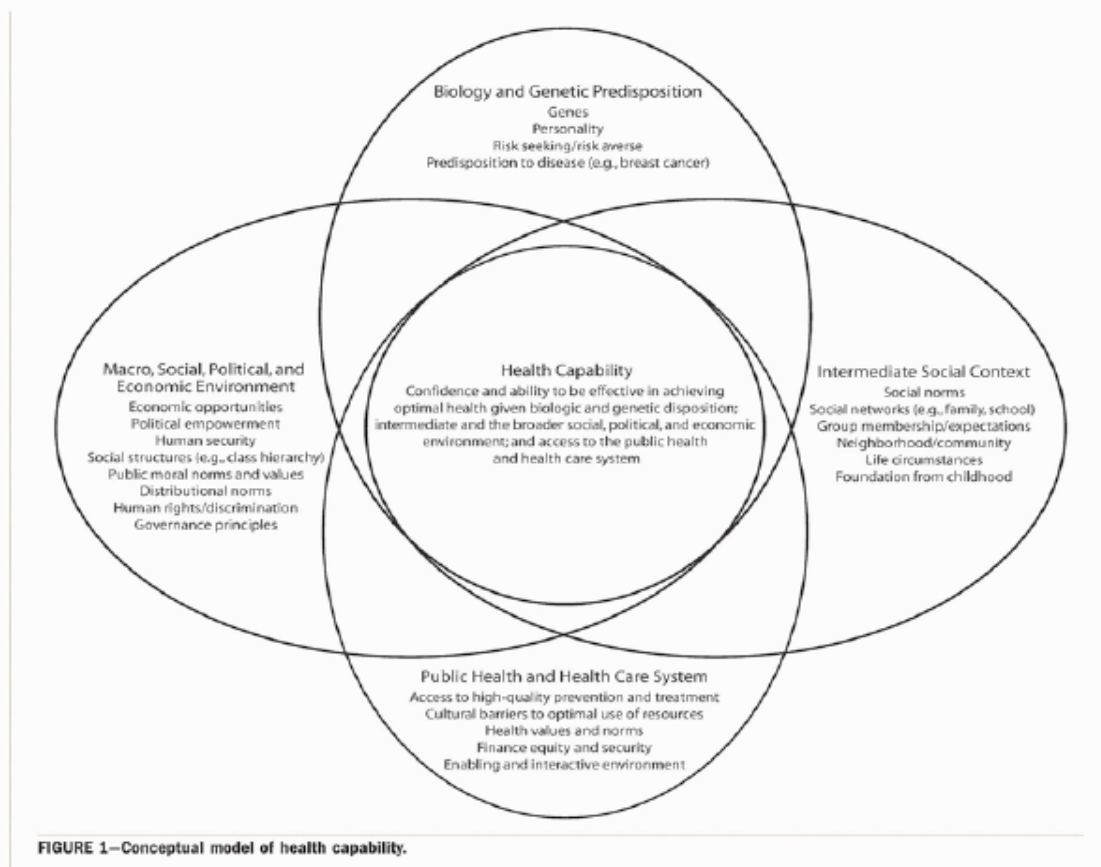 Biology and Genetic Predisposition
Genes
Personality
Risk seeking/risk averse
Predisposition to disease (e.g., breast cancer)
Macro, Social, Political, and
Economic Environment
Economic opportunities
Political empowerment
Human security
Social structures (e.g., class hierarchy)
Public moral norms and values
Distributional norms
Human rights/discrimination
Governance principles
Health Capability
Confidence and ability to be effective in achieving
optimal health given biologic and genetic disposition;
intermediate and the broader social, political, and economic
environment; and access to the public health
and health care system
Intermediate Social Context
Social norms
Social networks (e.g., family, school)
Group membership/expectations
Neighborhood/community
Life circumstances
Foundation from childhood
Public Health and Health Care System
Access to high-quality prevention and treatment
Cultural barriers to optimal use of resources
Health values and norms
Finance equity and security
Enabling and interactive environment
FIGURE 1—Conceptual model of health capability.